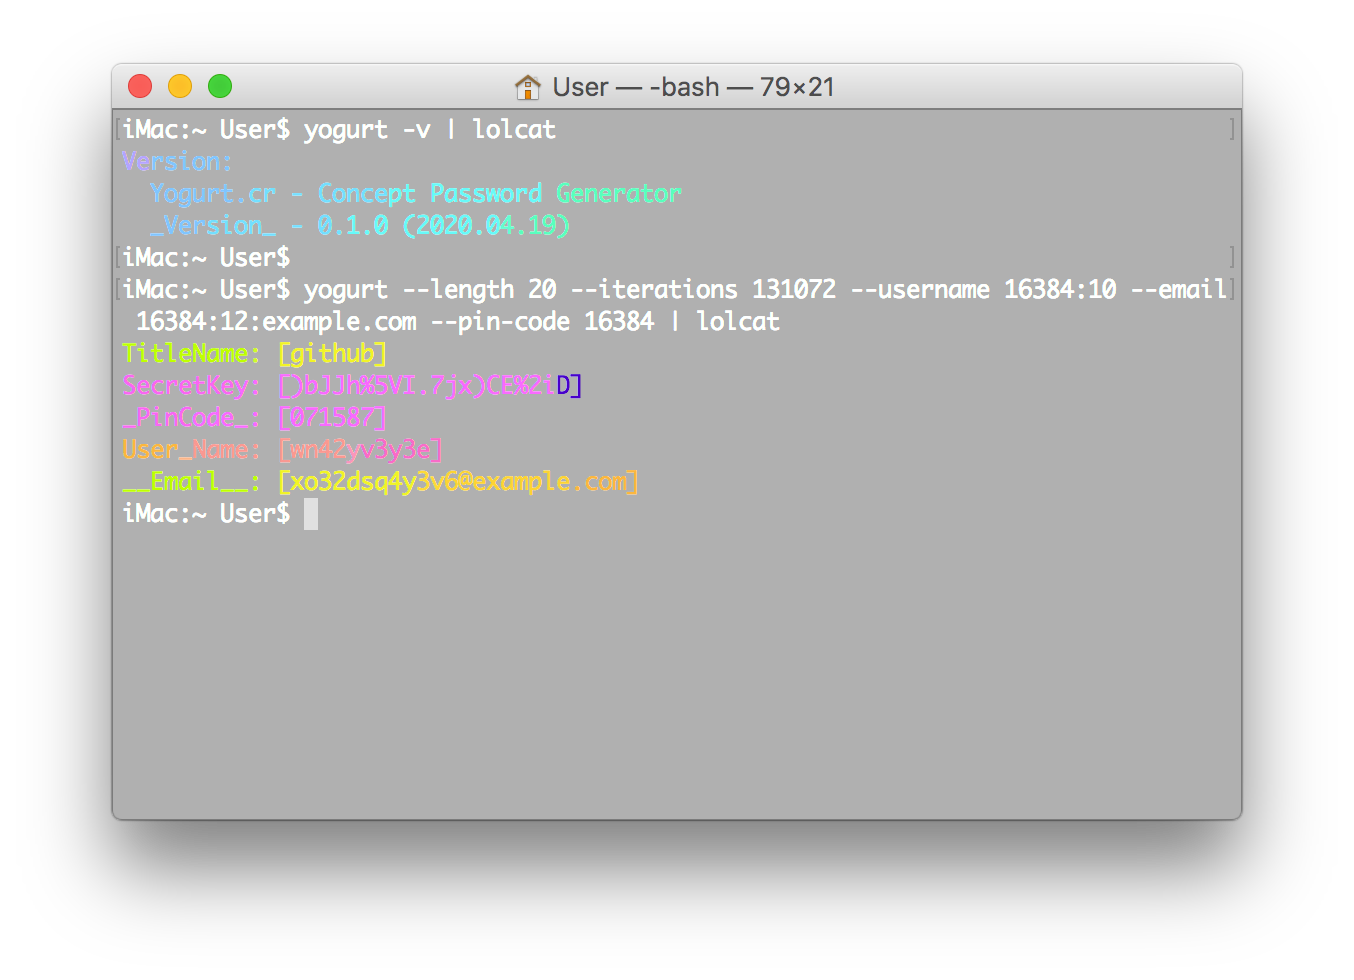 User — -bash — 79×21
iMac:~ User$ yogurt -v | lolcat
Version:
  Yogurt.cr - Concept Password Generator
  _Version_ - 0.1.0 (2020.04.19)
iMac:~ User$
iMac:~ User$ yogurt --length 20 --iterations 131072 --username 16384:10 --email
 16384:12:example.com --pin-code 16384 | lolcat
TitleName: [github]
SecretKey: [)bJJh%5VI.7jx)CE%2iD]
_PinCode_: [071587]
User_Name: [wn42yv3y3e]
__Email__: [xo32dsq4y3v6@example.com]
iMac:~ User$